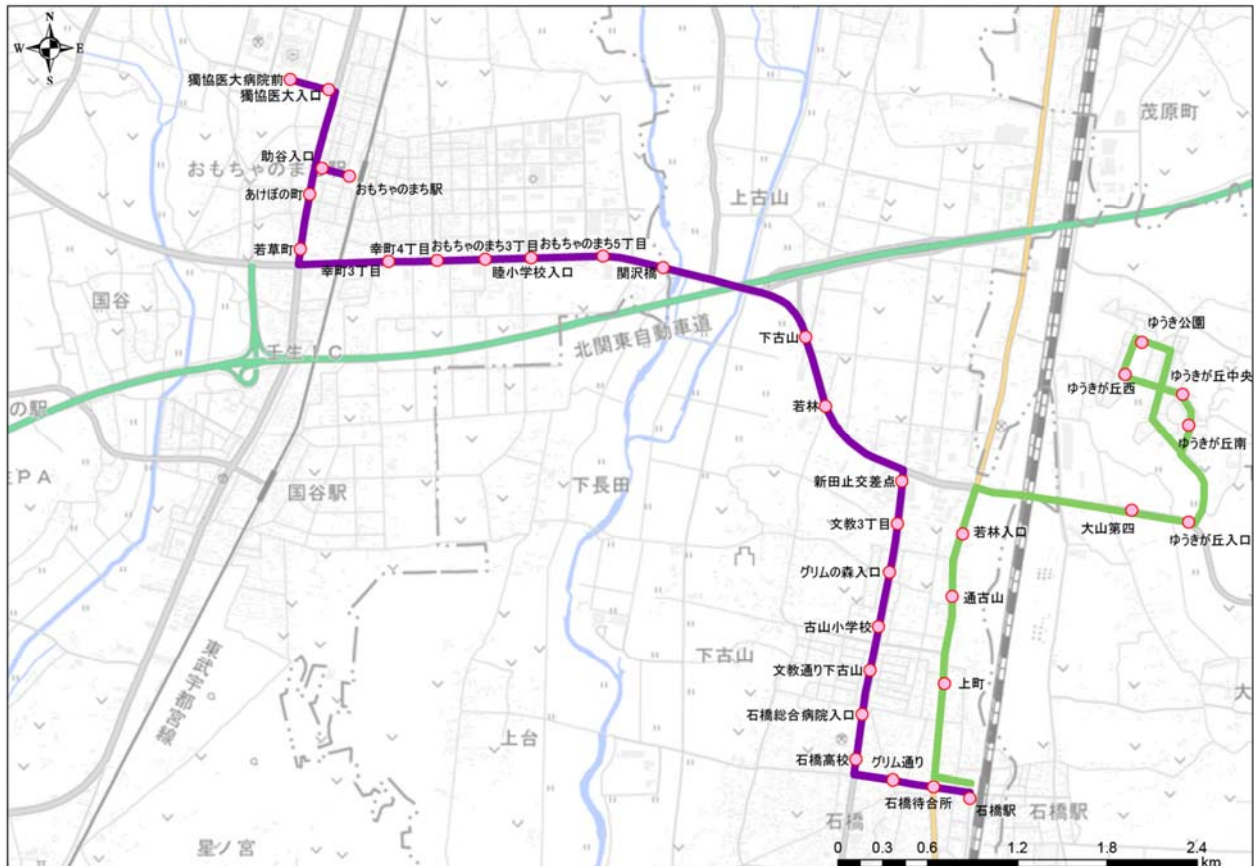 N
W
E
S
獨協医大病院前
獨協医大入口
茂原町
助谷入口
おもちゃのまち駅
おもちゃのまち駅
あけぼの町
上古山
若草町
幸町4丁目
おもちゃのまち3丁目
おもちゃのまち5丁目
幸町3丁目
睦小学校入口
関沢橋
国谷
北関東自動車道
下古山
ゆうき公園
壬生IC
ゆうきが丘西
ゆうきが丘中央
の駅
若林
ゆうきが丘南
PA
国谷駅
下長田
新田止交差点
大山第四
文教3丁目
若林入口
ゆうきが丘入口
グリムの森入口
通古山
古山小学校
東武宇都宮線
下古山
文教通り下古山
上町
大
石橋総合病院入口
上台
石橋高校
グリム通り
石橋待合所
石橋駅
石橋駅
石橋
星ノ宮
0 0.3 0.6 1.2 1.8 2.4
km